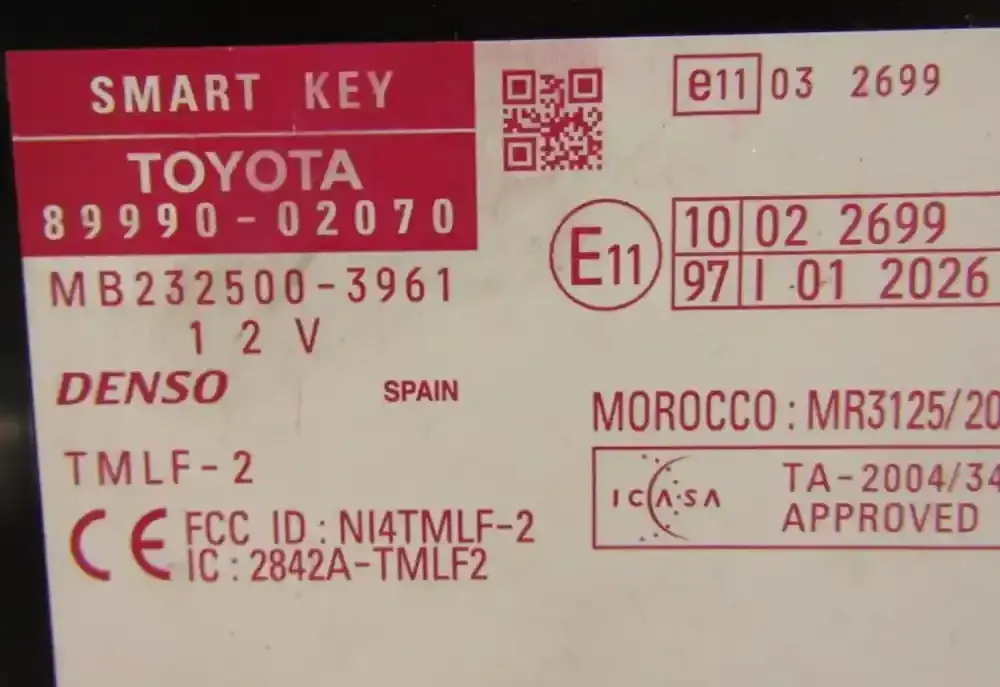 SMART KEY
TOYOTA
89990-02070
MB232500-3961
12V
DENSO SPAIN
TMLF-2
CE FCC ID : NI4TMLF-2
IC : 2842A-TMLF2
e11 03 2699
E11
10 02 2699
97 I 01 2026
MOROCCO : MR3125/20
ICASA
TA-2004/34
APPROVED